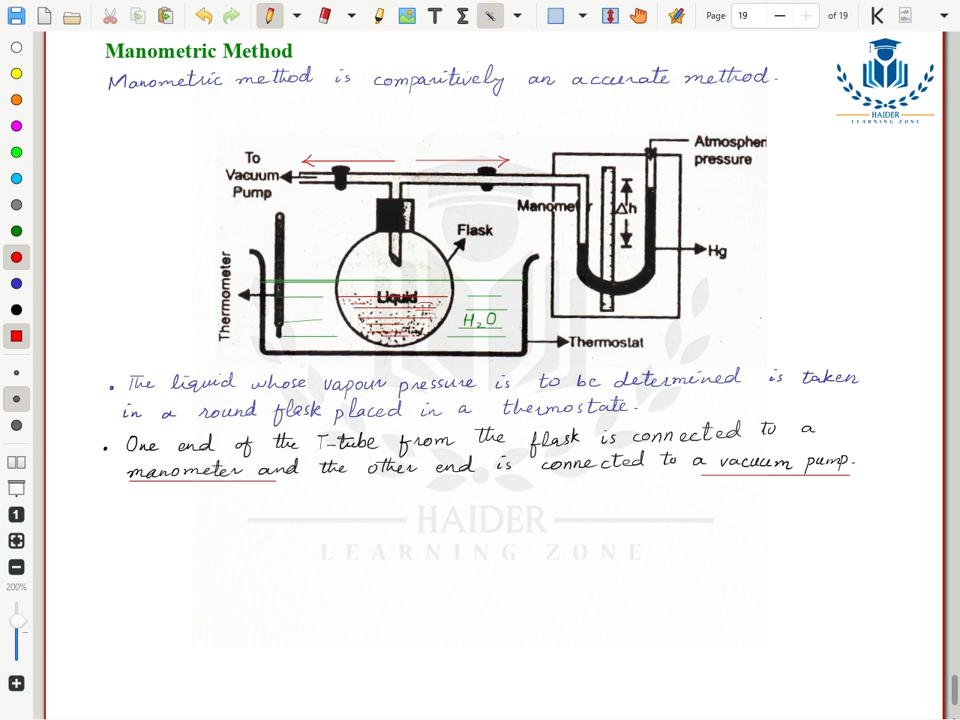 Page 19 of 19
Manometric Method
Manometric method is comparitively an accurate method.
HAIDER
LEARNING ZONE
To
Vacuum
Pump
Atmospheri
pressure
Manometer
Δh
Flask
Hg
Thermometer
Liquid
H2O
Thermostat
• The liquid whose vapour pressure is to be determined is taken
in a round flask placed in a thermostate.
• One end of the T-tube from the flask is connected to a
manometer and the other end is connected to a vacuum pump.
HAIDER
LEARNING ZONE
1
200%